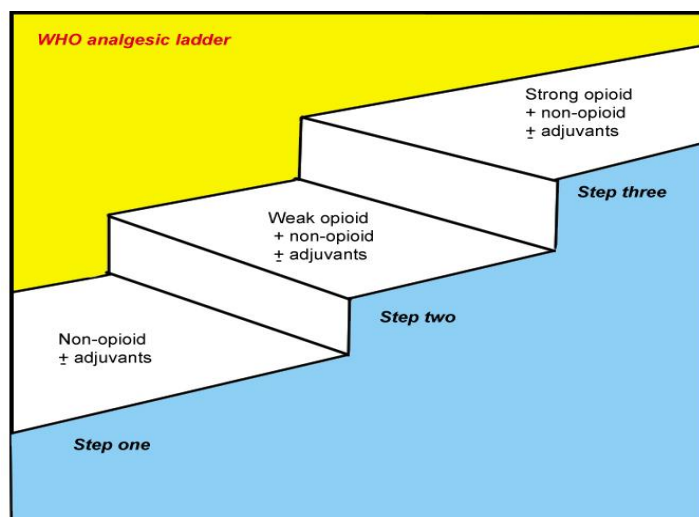 WHO analgesic ladder
Strong opioid
+ non-opioid
± adjuvants
Step three
Weak opioid
+ non-opioid
± adjuvants
Step two
Non-opioid
± adjuvants
Step one